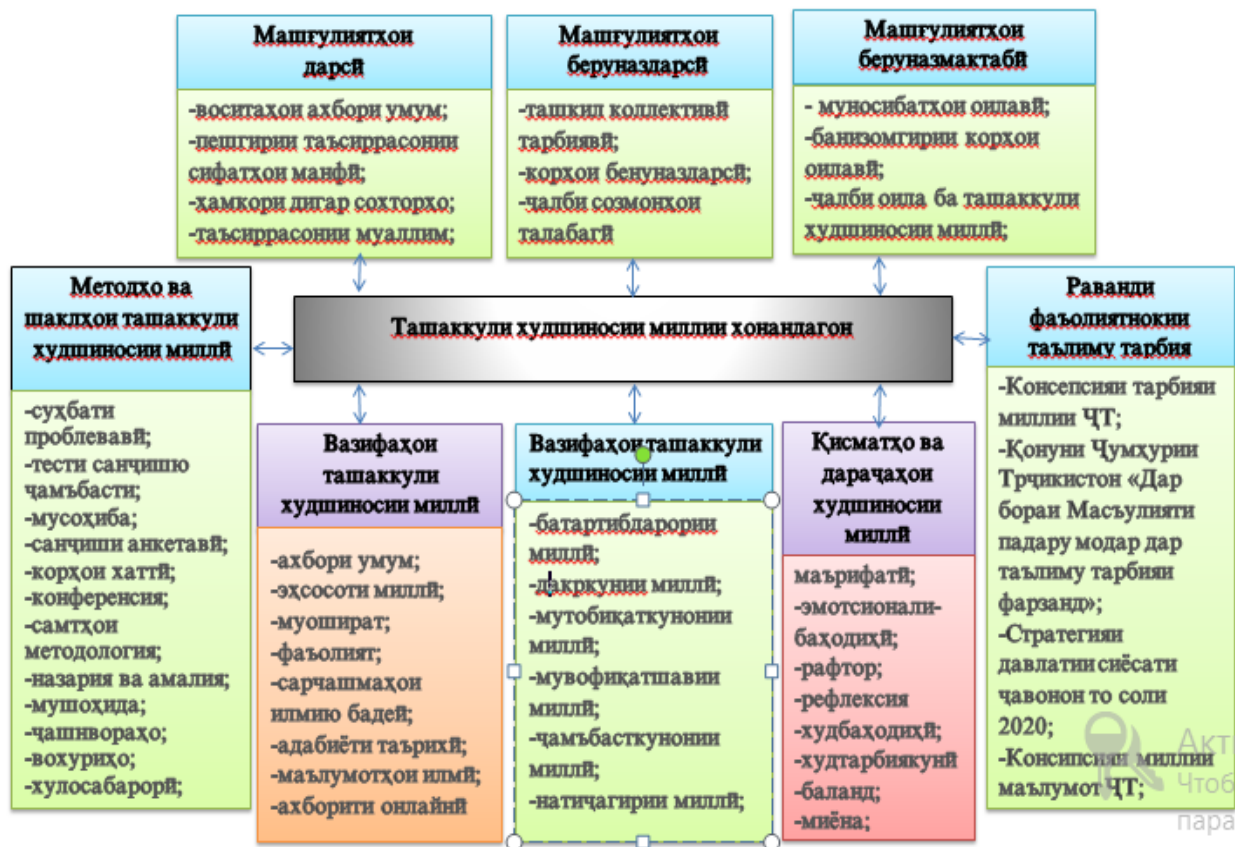 Машғулиятҳои
дарсӣ
-воситаҳои ахбори умум;
-пешгирии таъсиррасонии
сифатҳои манфӣ;
-ҳамкори дигар сохторҳо;
-таъсиррасонии муаллим;
Машғулиятҳои
беруназдарсӣ
-ташкил коллективӣ
тарбиявӣ;
-корҳои бенуназдарсӣ;
-ҷалби созмонҳои
талабагӣ
Машғулиятҳои
беруназмактабӣ
- муносибатҳои оилавӣ;
-банизомгирии корҳои
оилавӣ;
-ҷалби оила ба ташаккули
худшиносии миллӣ;
Методҳо ва
шаклҳои ташаккули
худшиносии миллӣ
-суҳбати
проблевавӣ;
-тести санҷишю
ҷамъбасти;
-мусоҳиба;
-санҷиши анкетавӣ;
-корҳои хаттӣ;
-конференсия;
-самтҳои
методология;
-назария ва амалия;
-мушоҳида;
-ҷашнвораҳо;
-вохуриҳо;
-хулосабарорӣ;
Ташаккули худшиносии миллии хонандагон
Раванди
фаъолиятнокии
таълиму тарбия
-Консепсияи тарбияи
миллии ҶТ;
-Қонуни Ҷумҳурии
Трҷикистон «Дар
бораи Масъулияти
падару модар дар
таълиму тарбияи
фарзанд»;
-Стратегияи
давлатии сиёсати
ҷавонон то соли
2020;
-Консипсияи миллии
маълумот ҶТ;
Вазифаҳои
ташаккули
худшиносии миллӣ
-ахбори умум;
-эҳсосоти миллӣ;
-муошират;
-фаъолият;
-сарчашмаҳои
илмию бадеӣ;
-адабиёти таърихӣ;
-маълумотҳои илмӣ;
-ахборити онлайнӣ
Вазифаҳои ташаккули
худшиносии миллӣ
-батартибдарории
миллӣ;
-дакркунии миллӣ;
-мутобиқаткунонии
миллӣ;
-мувофиқатшавии
миллӣ;
-ҷамъбасткунонии
миллӣ;
-натиҷагирии миллӣ;
Қисматҳо ва
дараҷаҳои
худшиносии
миллӣ
маърифатӣ;
-эмотсионали-
баҳодиҳӣ;
-рафтор;
-рефлексия
-худбаҳодиҳӣ;
-худтарбиякунӣ
-баланд;
-миёна;